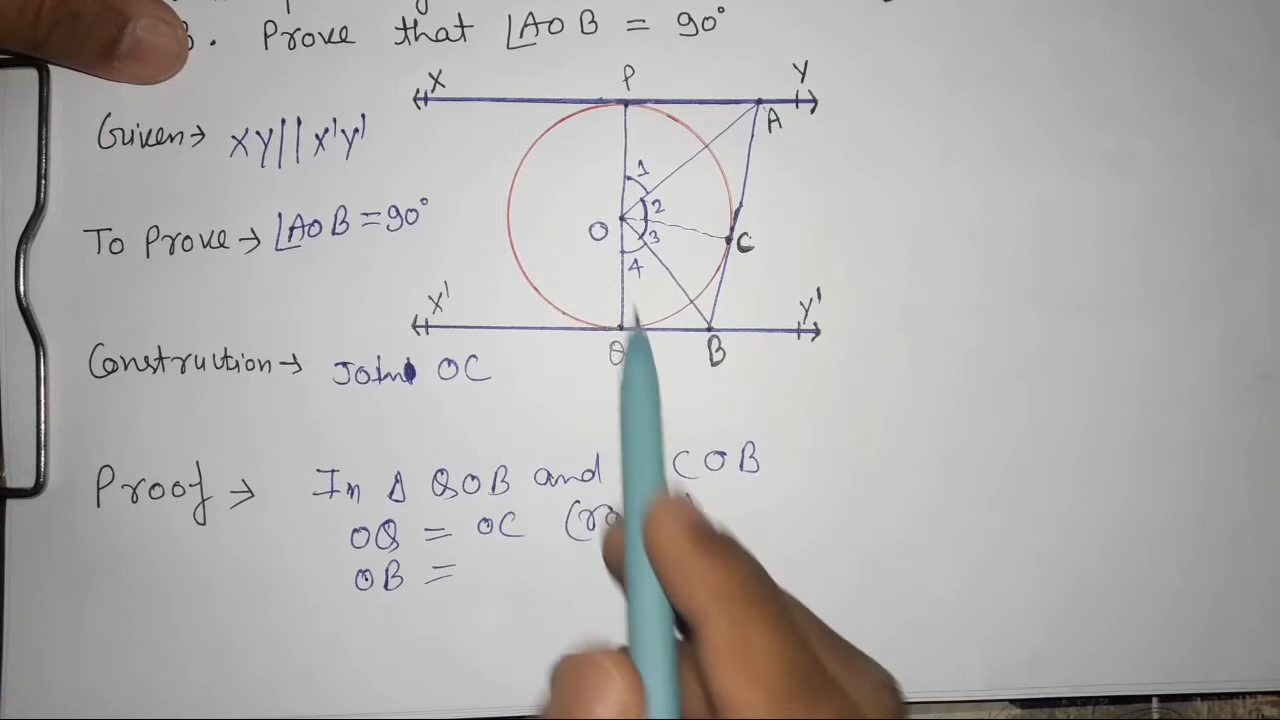 B. Prove that ∠AOB = 90°
X P Y
A
Given→ XY||X'Y'
1
2
To Prove→ ∠AOB = 90°
O 3 C
4
X' Y'
Q B
Construction→ Join OC
Proof→ In Δ QOB and COB
OQ = OC
OB =